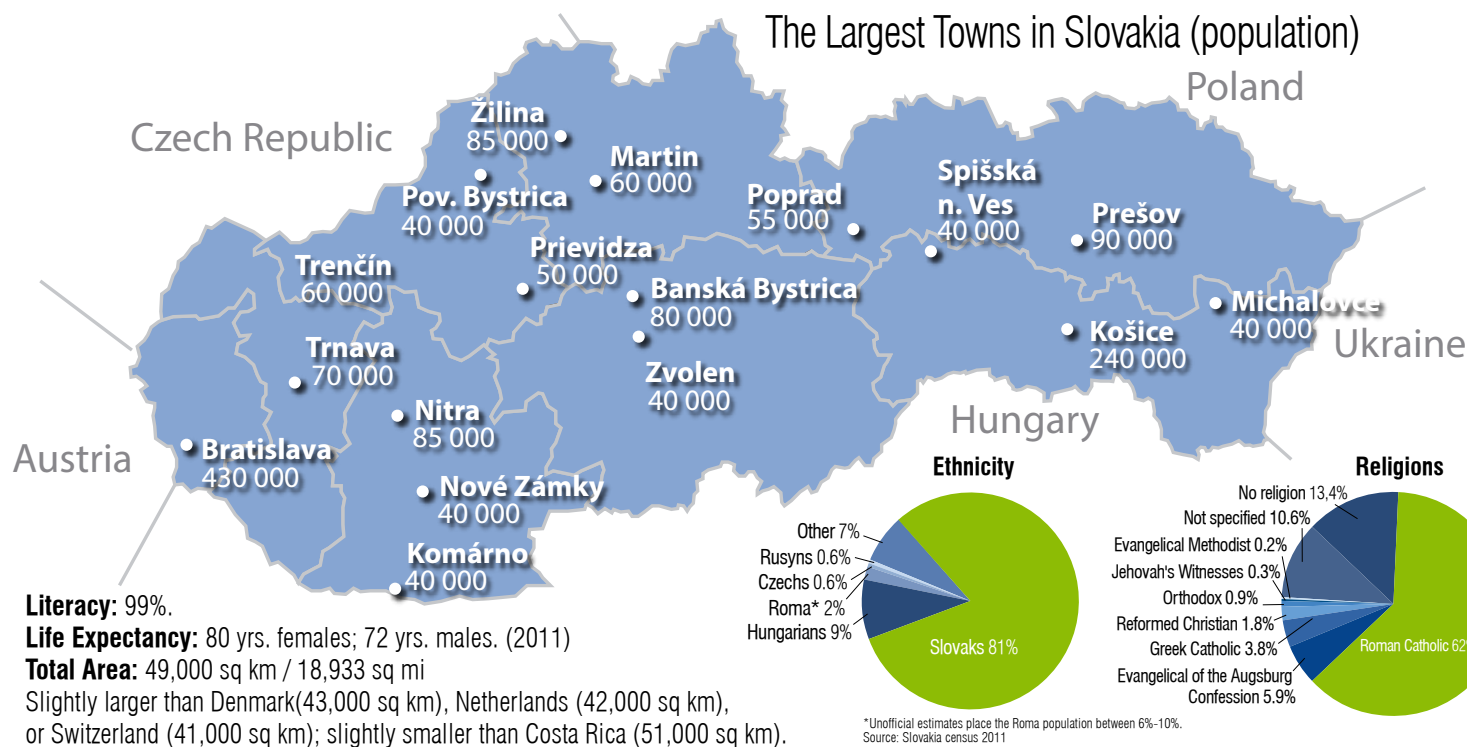 The Largest Towns in Slovakia (population)
Poland
Czech Republic
Žilina
85 000
Martin
60 000
Pov. Bystrica
40 000
Poprad
55 000
Spišská
n. Ves
40 000
Prešov
90 000
Trenčín
60 000
Prievidza
50 000
Banská Bystrica
80 000
Michalovce
40 000
Košice
240 000
Ukraine
Trnava
70 000
Zvolen
40 000
Nitra
85 000
Hungary
Austria
Bratislava
430 000
Nové Zámky
40 000
Komárno
40 000
Literacy: 99%.
Life Expectancy: 80 yrs. females; 72 yrs. males. (2011)
Total Area: 49,000 sq km / 18,933 sq mi
Slightly larger than Denmark(43,000 sq km), Netherlands (42,000 sq km),
or Switzerland (41,000 sq km); slightly smaller than Costa Rica (51,000 sq km).
Ethnicity
Other 7%
Rusyns 0.6%
Czechs 0.6%
Roma* 2%
Hungarians 9%
Slovaks 81%
*Unofficial estimates place the Roma population between 6%-10%.
Source: Slovakia census 2011
Religions
No religion 13,4%
Not specified 10.6%
Evangelical Methodist 0.2%
Jehovah's Witnesses 0.3%
Orthodox 0.9%
Reformed Christian 1.8%
Greek Catholic 3.8%
Evangelical of the Augsburg
Confession 5.9%
Roman Catholic 62%